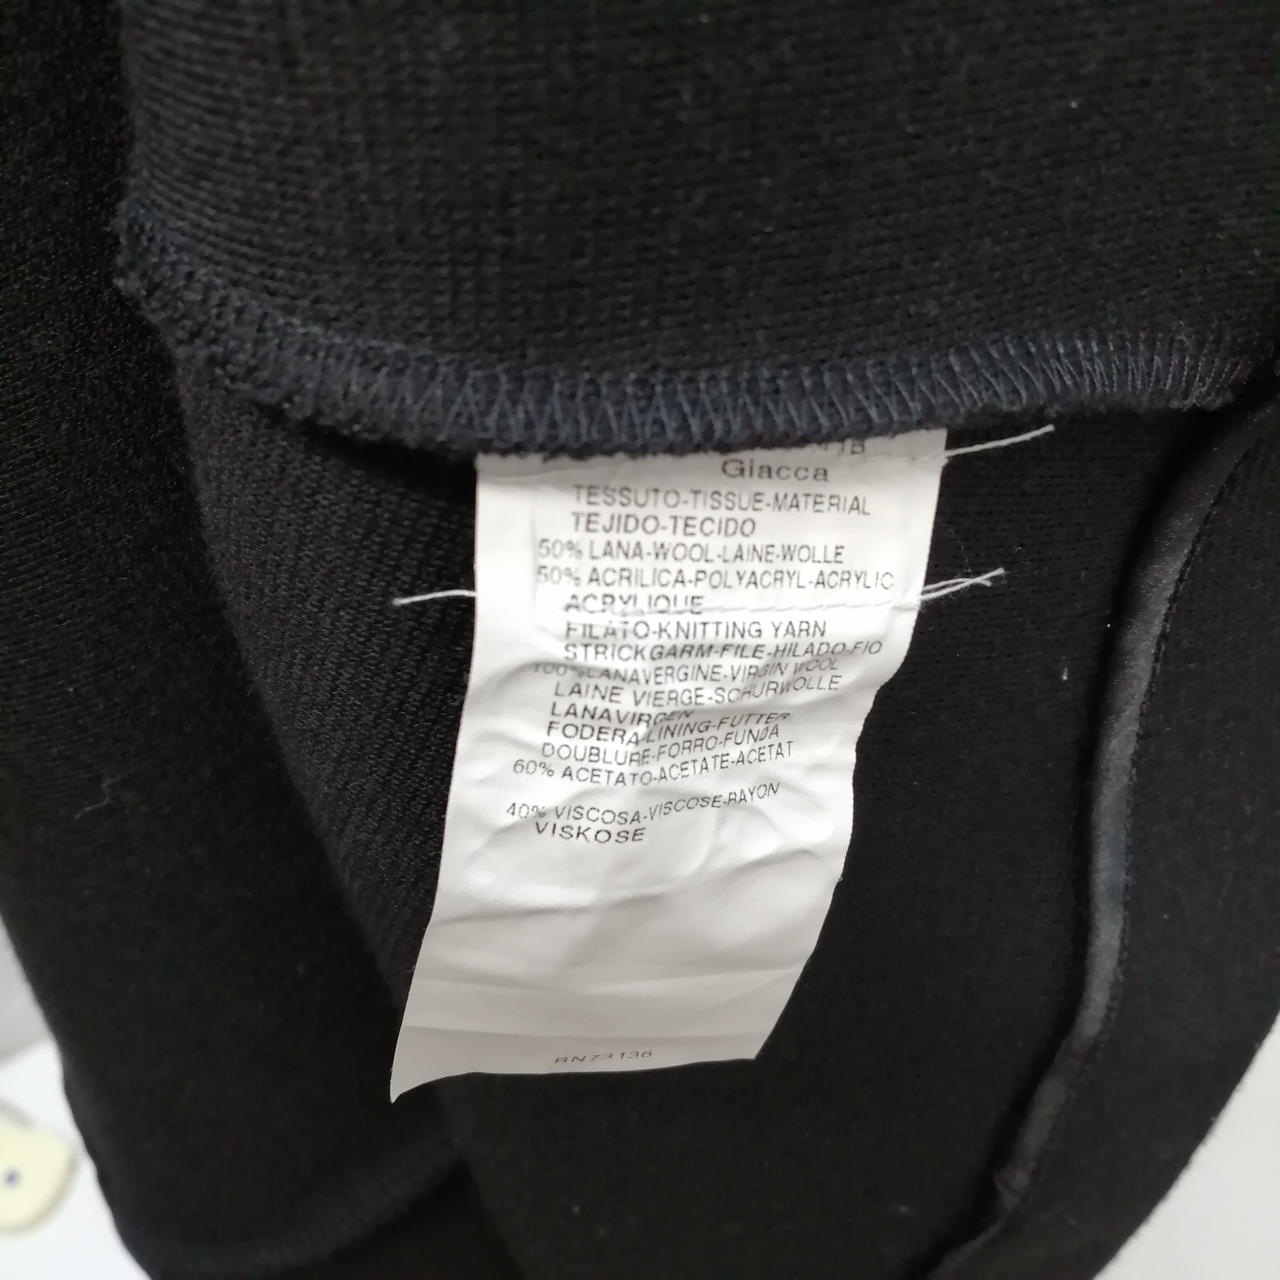 Giacca
TESSUTO-TISSUE-MATERIAL
TEJIDO-TECIDO
50% LANA-WOOL-LAINE-WOLLE
50% ACRILICA-POLYACRYL-ACRYLIC
ACRYLIQUE
FILATO-KNITTING YARN
STRICKGARM-FILE-HILADO-FIO
100%LANAVERGINE-VIRGIN WOOL
LAINE VIERGE-SCHURWOLLE
LANAVIRGEN
FODERA LINING-FUTTER
DOUBLURE-FORRO-FUNDA
60% ACETATO-ACETATE-ACETAT
40% VISCOSA-VISCOSE-RAYON
VISKOSE
RN73136